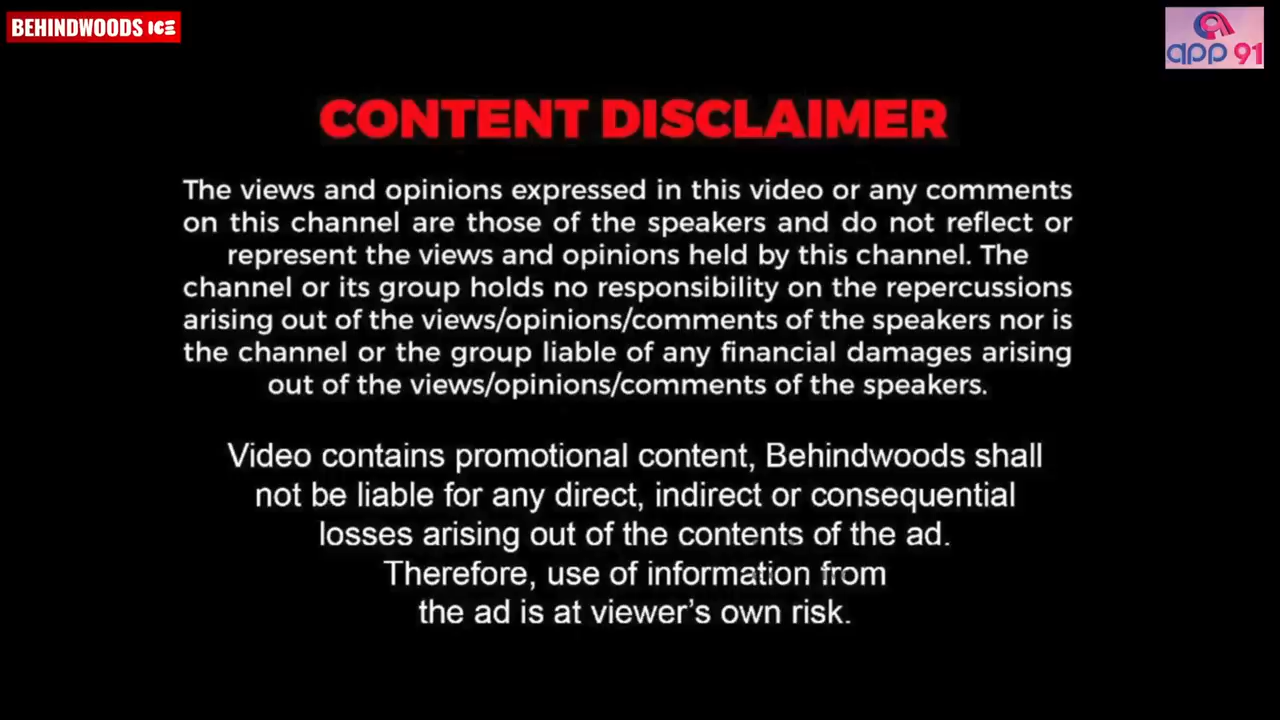 BEHINDWOODS ICE
app 91
CONTENT DISCLAIMER
The views and opinions expressed in this video or any comments
on this channel are those of the speakers and do not reflect or
represent the views and opinions held by this channel. The
channel or its group holds no responsibility on the repercussions
arising out of the views/opinions/comments of the speakers nor is
the channel or the group liable of any financial damages arising
out of the views/opinions/comments of the speakers.
Video contains promotional content, Behindwoods shall
not be liable for any direct, indirect or consequential
losses arising out of the contents of the ad.
Therefore, use of information from
the ad is at viewer’s own risk.